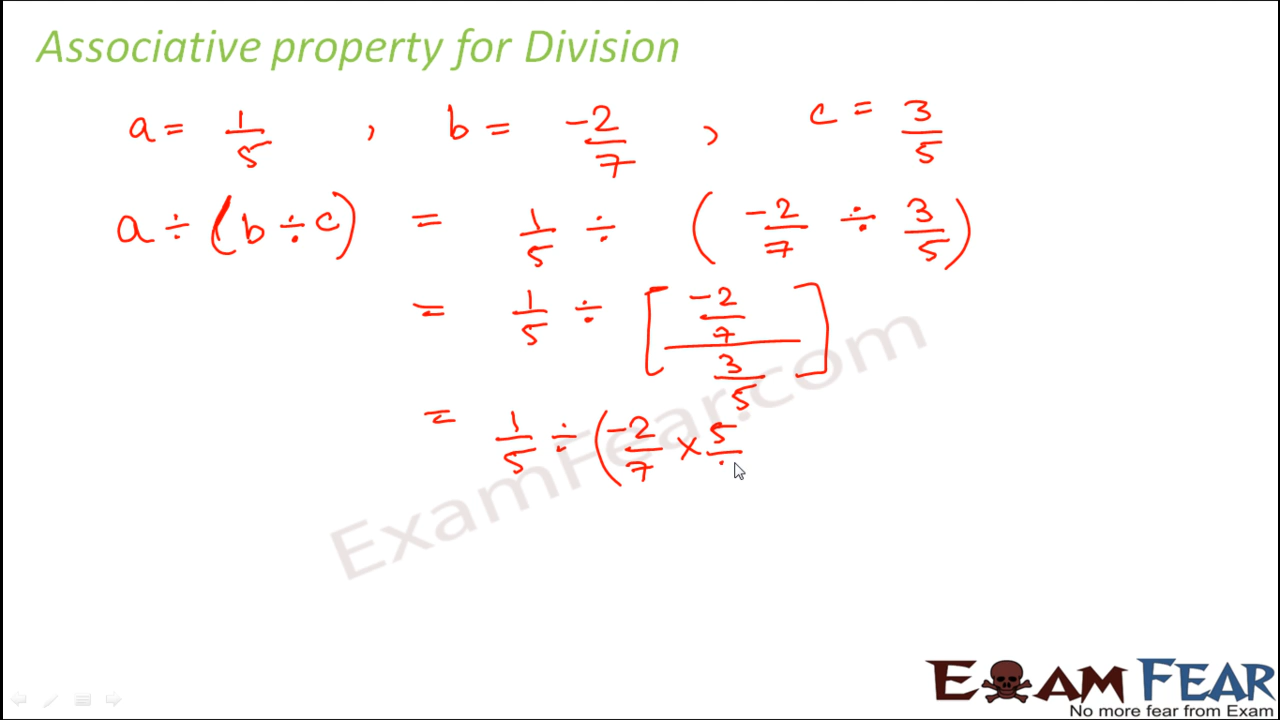 Associative property for Division
a = 1/5 , b = -2/7 , c = 3/5
a ÷ (b ÷ c) = 1/5 ÷ (-2/7 ÷ 3/5)
= 1/5 ÷ [(-2/7)/(3/5)]
= 1/5 ÷ (-2/7 × 5/
ExamFear.com
EXAM FEAR
No more fear from Exam